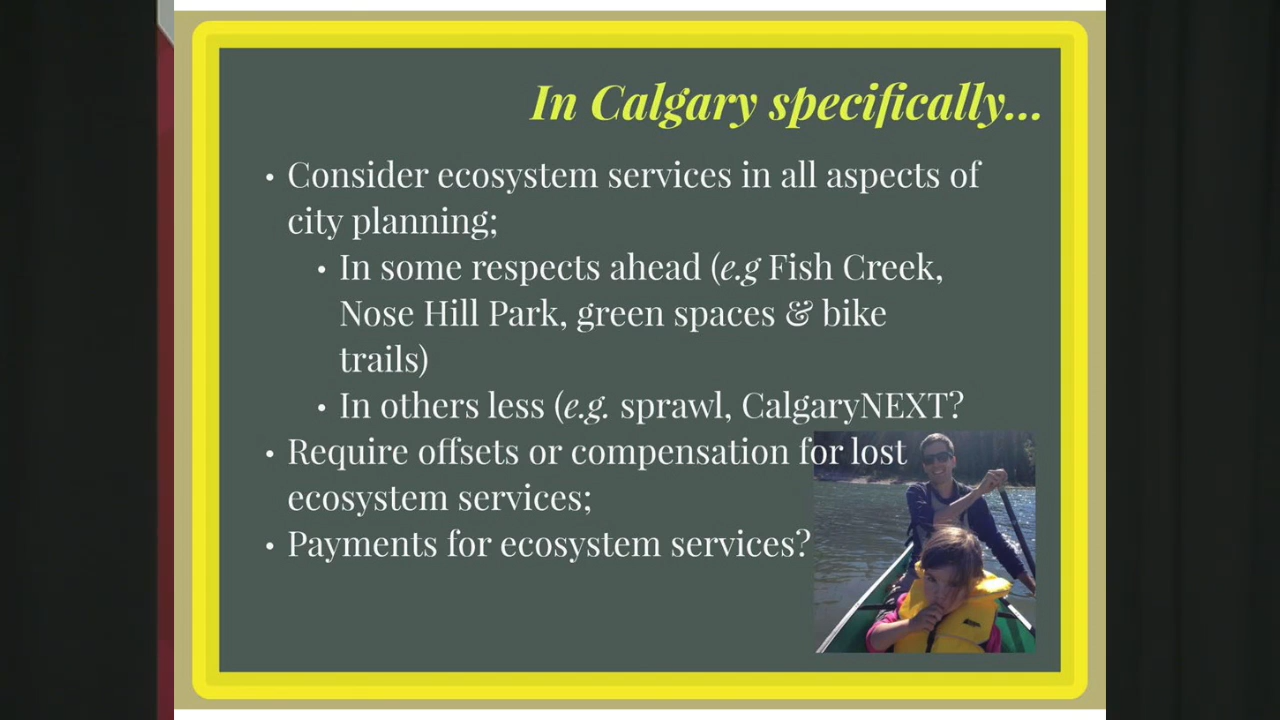 In Calgary specifically...
• Consider ecosystem services in all aspects of
city planning;
• In some respects ahead (e.g Fish Creek,
Nose Hill Park, green spaces & bike
trails)
• In others less (e.g. sprawl, CalgaryNEXT?
• Require offsets or compensation for lost
ecosystem services;
• Payments for ecosystem services?